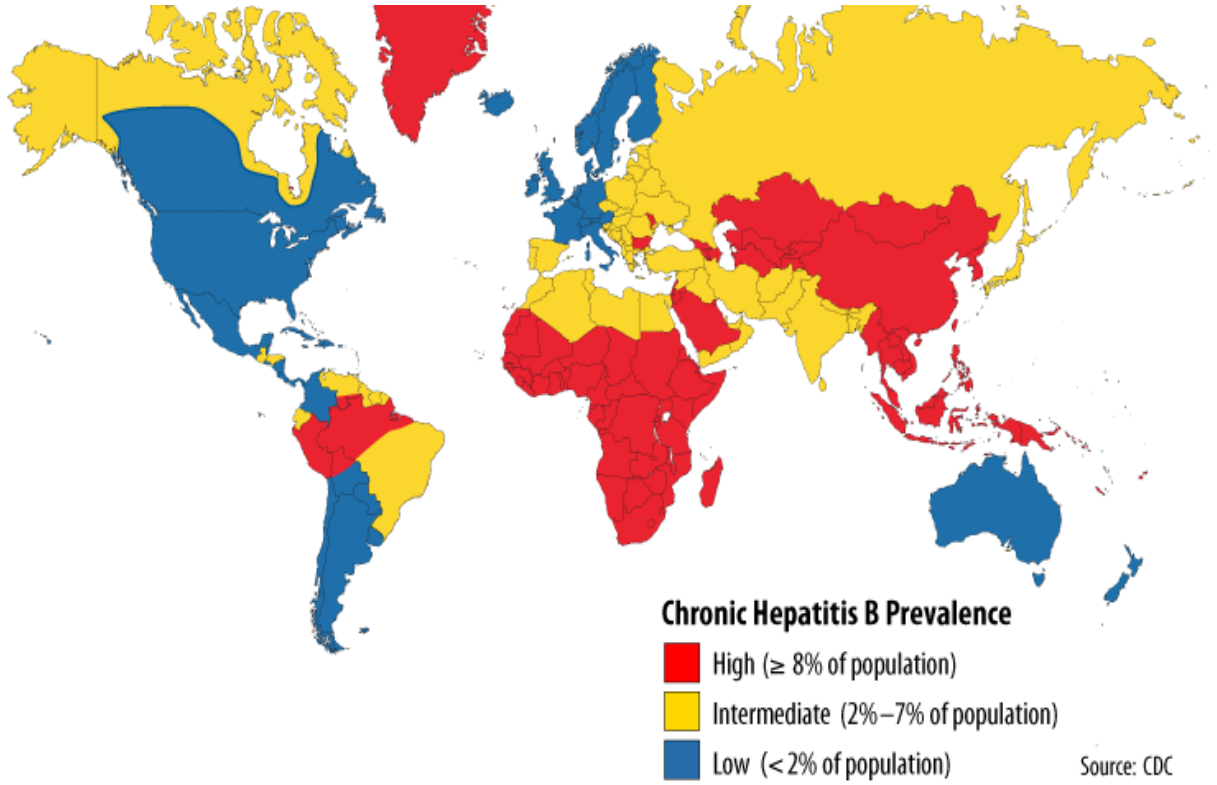 Chronic Hepatitis B Prevalence
High (≥ 8% of population)
Intermediate (2%–7% of population)
Low (< 2% of population)
Source: CDC